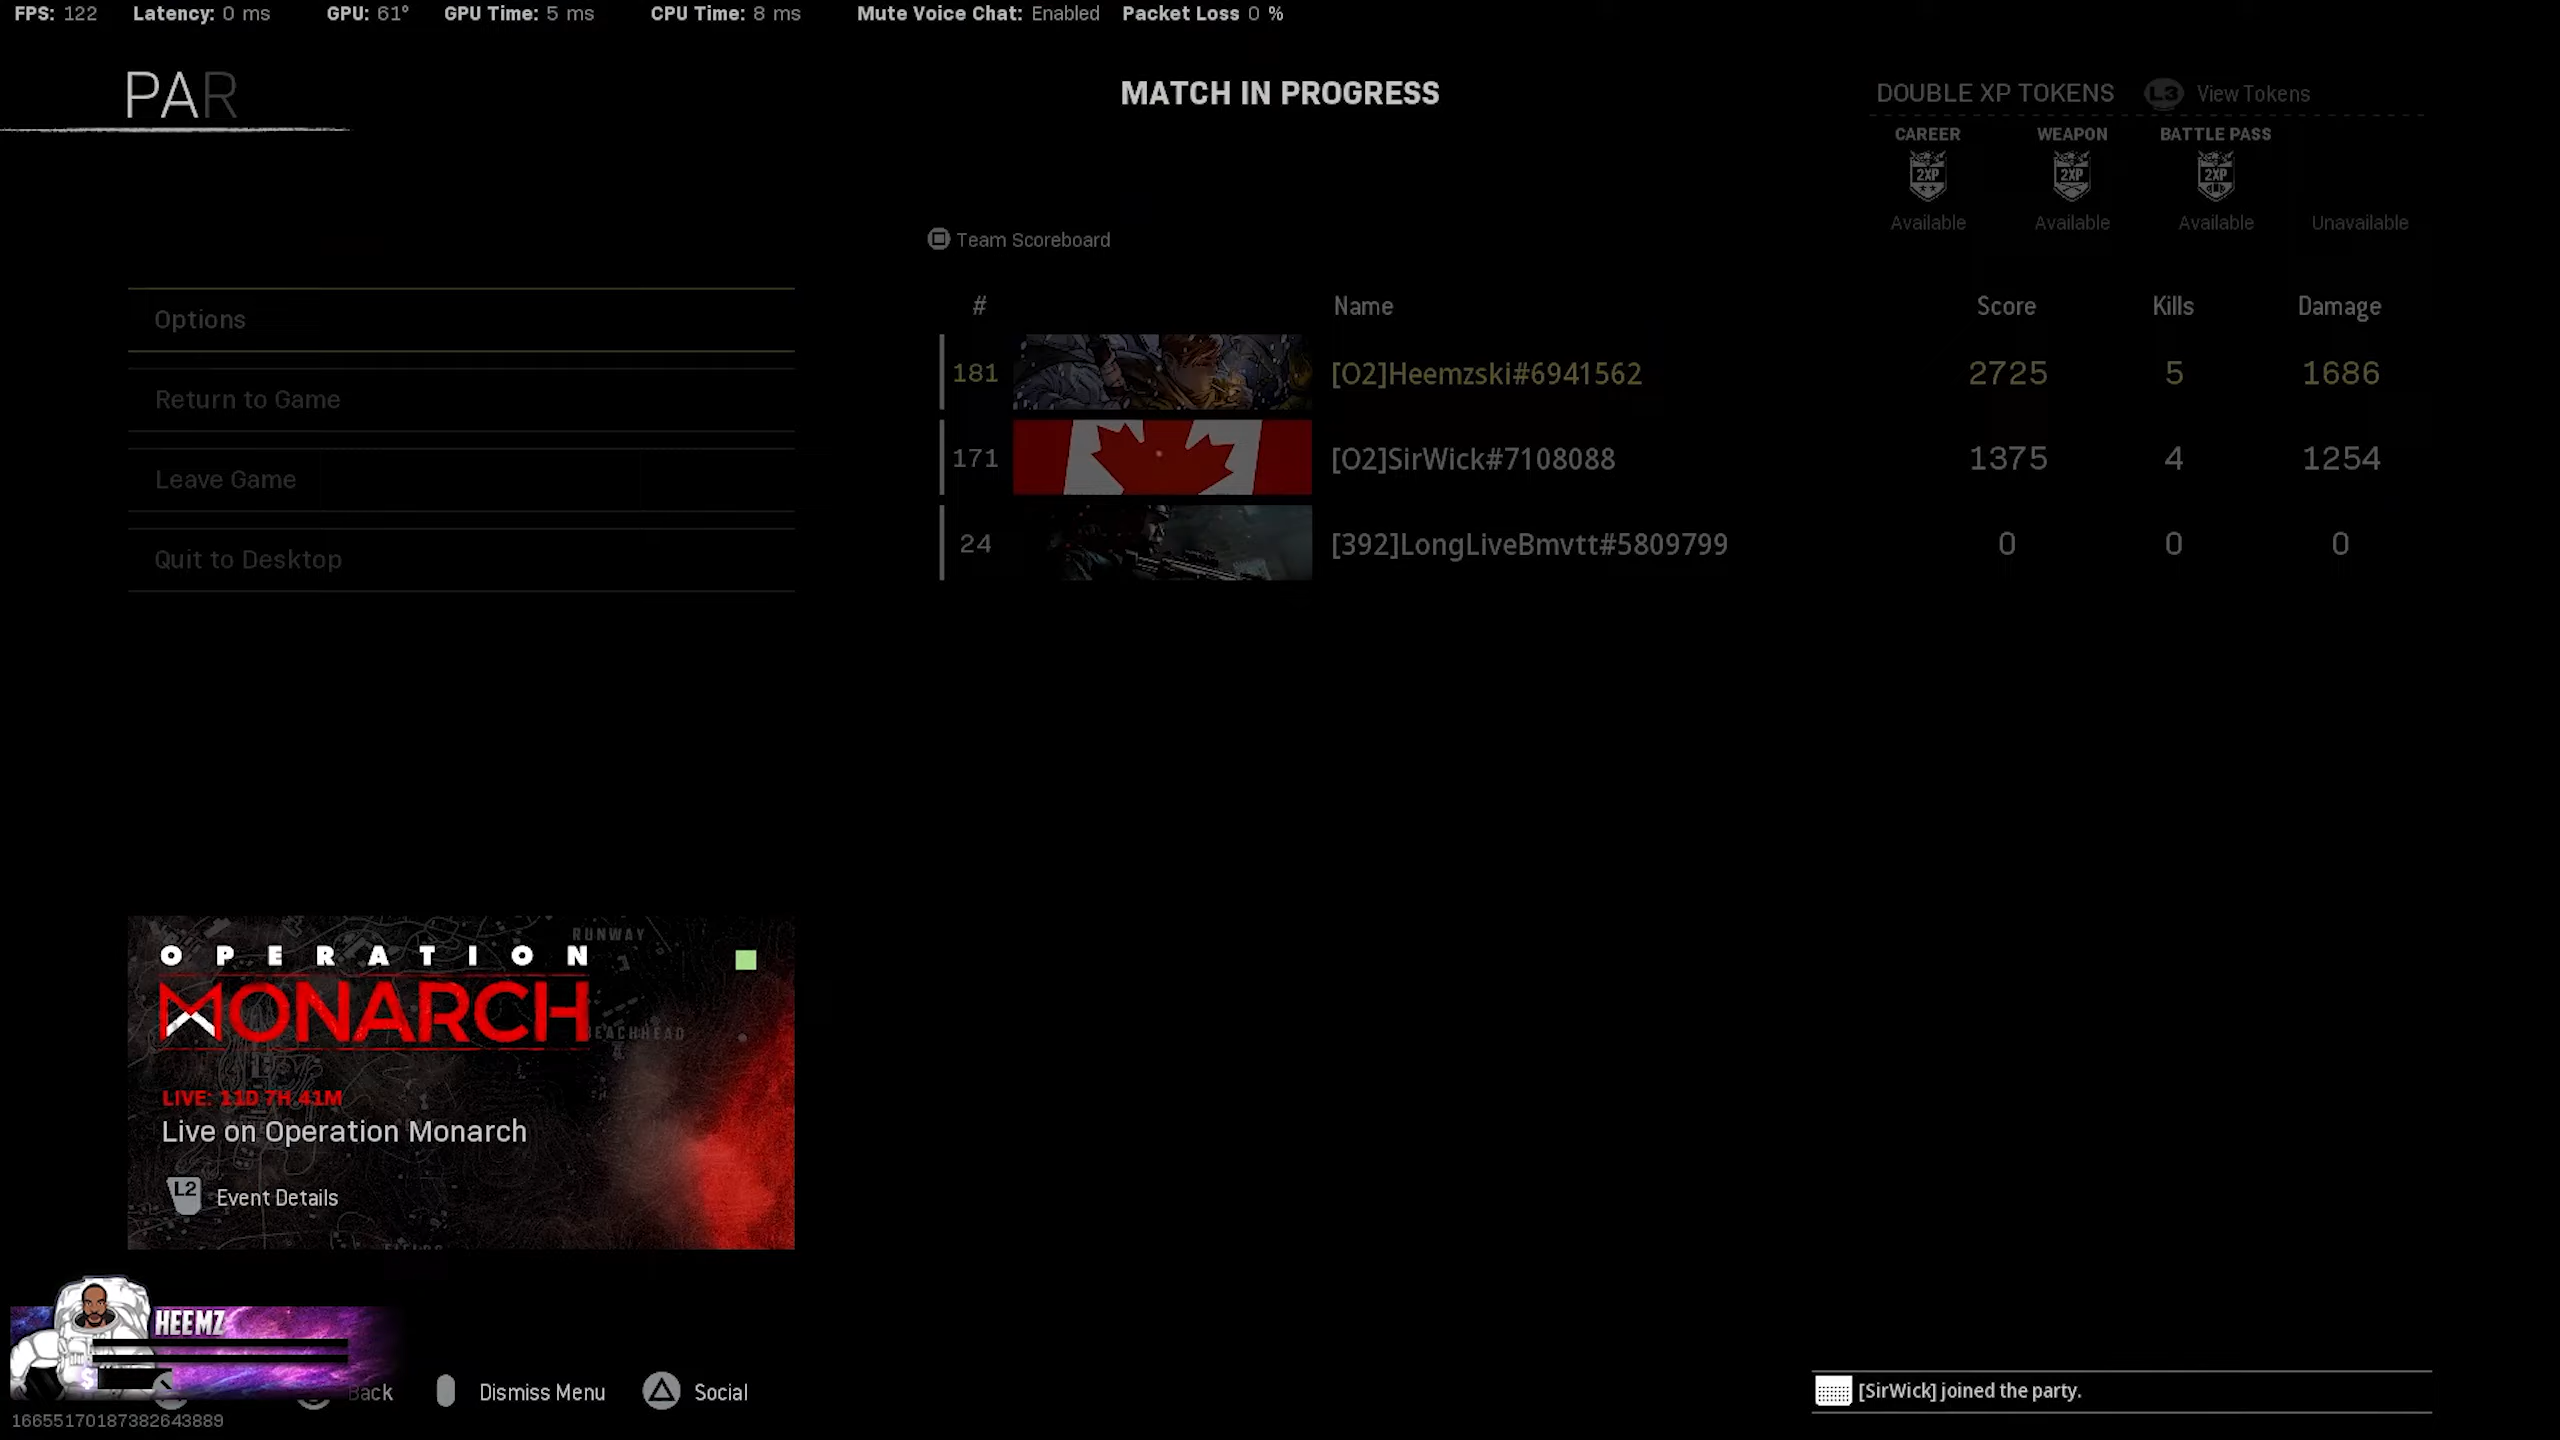 FPS: 122 Latency: 0 ms GPU: 61° GPU Time: 5 ms CPU Time: 8 ms Mute Voice Chat: Enabled Packet Loss 0 %
PAR
MATCH IN PROGRESS
DOUBLE XP TOKENS L3 View Tokens
CAREER WEAPON BATTLE PASS
2XP 2XP 2XP
Available Available Available Unavailable
Team Scoreboard
Options
Return to Game
Leave Game
Quit to Desktop
# Name Score Kills Damage
181 [O2]Heemzski#6941562 2725 5 1686
171 [O2]SirWick#7108088 1375 4 1254
24 [392]LongLiveBmvtt#5809799 0 0 0
RUNWAY
OPERATION
MONARCH
BEACHHEAD
LIVE: 11D 7H 41M
Live on Operation Monarch
L2 Event Details
FIELDS
HEEMZ
$
Back Dismiss Menu Social
16655170187382643889
[SirWick] joined the party.